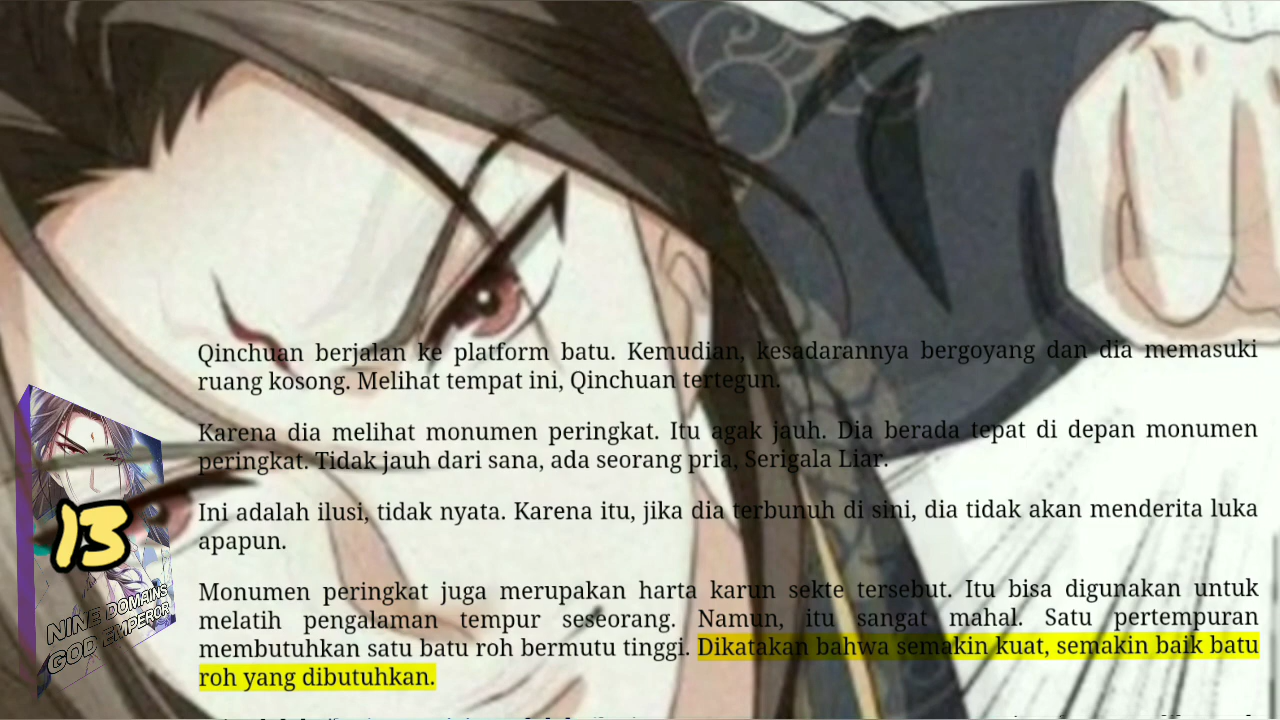 Qinchuan berjalan ke platform batu. Kemudian, kesadarannya bergoyang dan dia memasuki
ruang kosong. Melihat tempat ini, Qinchuan tertegun.
Karena dia melihat monumen peringkat. Itu agak jauh. Dia berada tepat di depan monumen
peringkat. Tidak jauh dari sana, ada seorang pria, Serigala Liar.
Ini adalah ilusi, tidak nyata. Karena itu, jika dia terbunuh di sini, dia tidak akan menderita luka
apapun.
Monumen peringkat juga merupakan harta karun sekte tersebut. Itu bisa digunakan untuk
melatih pengalaman tempur seseorang. Namun, itu sangat mahal. Satu pertempuran
membutuhkan satu batu roh bermutu tinggi. Dikatakan bahwa semakin kuat, semakin baik batu
roh yang dibutuhkan.
13
NINE DOMAINS
GOD EMPEROR